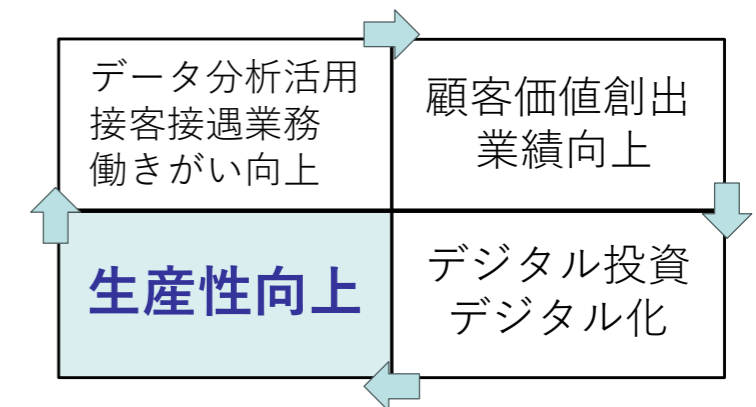 データ分析活用
接客接遇業務
働きがい向上
顧客価値創出
業績向上
生産性向上
デジタル投資
デジタル化